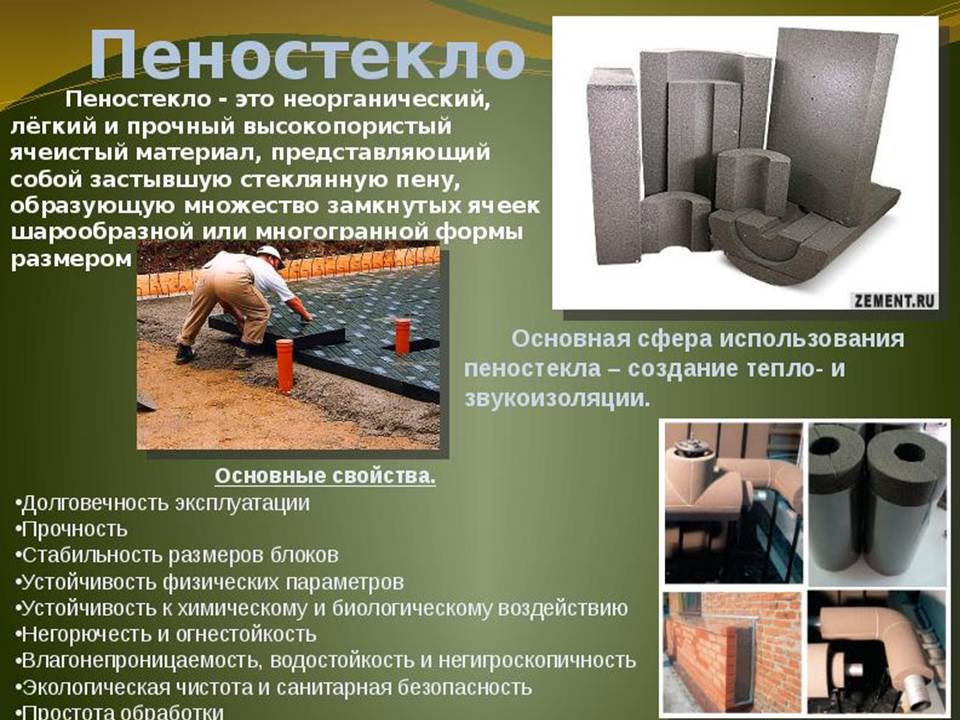 Пеностекло
Пеностекло - это неорганический,
лёгкий и прочный высокопористый
ячеистый материал, представляющий
собой застывшую стеклянную пену,
образующую множество замкнутых ячеек
шарообразной или многогранной формы
размером
ZEMENT.RU
Основная сфера использования
пеностекла – создание тепло- и
звукоизоляции.
Основные свойства.
•Долговечность эксплуатации
•Прочность
•Стабильность размеров блоков
•Устойчивость физических параметров
•Устойчивость к химическому и биологическому воздействию
•Негорючесть и огнестойкость
•Влагонепроницаемость, водостойкость и негигроскопичность
•Экологическая чистота и санитарная безопасность
•Простота обработки